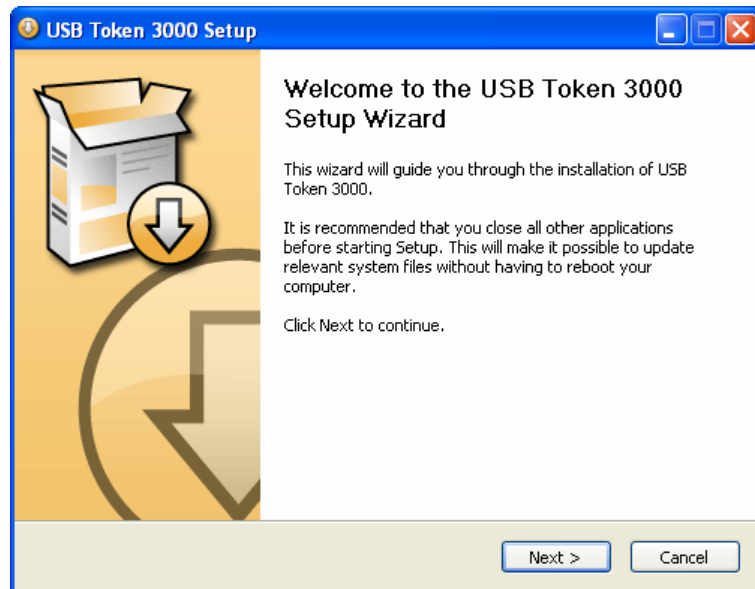 USB Token 3000 Setup
Welcome to the USB Token 3000
Setup Wizard
This wizard will guide you through the installation of USB
Token 3000.
It is recommended that you close all other applications
before starting Setup. This will make it possible to update
relevant system files without having to reboot your
computer.
Click Next to continue.
Next >
Cancel